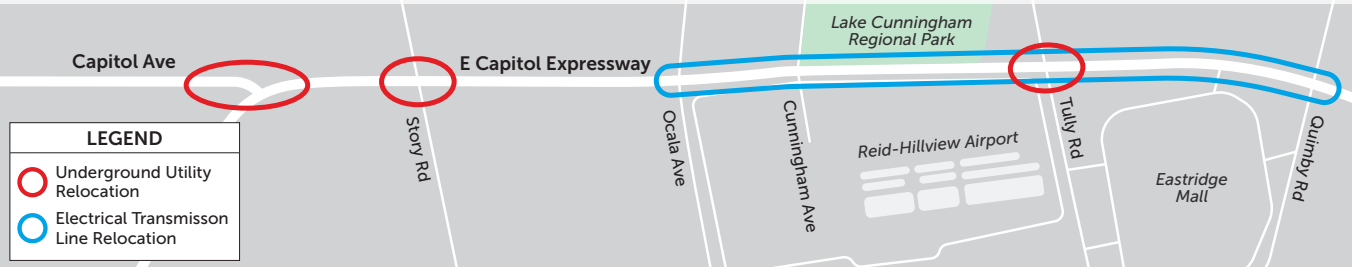 Capitol Ave
E Capitol Expressway
Lake Cunningham
Regional Park
Story Rd
Ocala Ave
Cunningham Ave
Reid-Hillview Airport
Tully Rd
Eastridge
Mall
Quimby Rd
LEGEND
Underground Utility
Relocation
Electrical Transmisson
Line Relocation